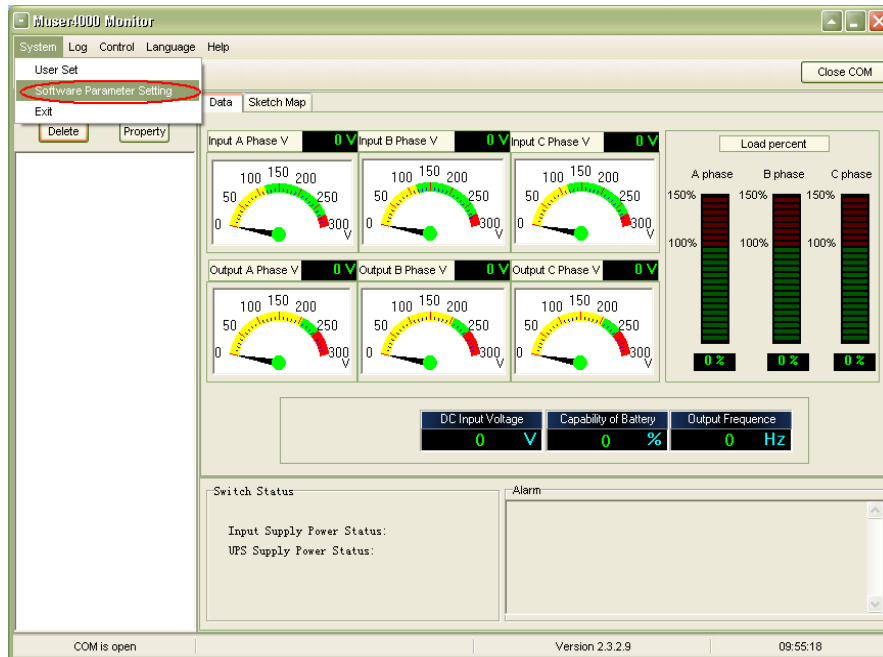 Muser4000 Monitor
System Log Control Language Help
User Set
Software Parameter Setting
Exit
Close COM
Delete Property
Data Sketch Map
Input A Phase V 0 V Input B Phase V 0 V Input C Phase V 0 V
0 50 100 150 200 250 300 V
0 50 100 150 200 250 300 V
0 50 100 150 200 250 300 V
Output A Phase V 0 V Output B Phase V 0 V Output C Phase V 0 V
0 50 100 150 200 250 300 V
0 50 100 150 200 250 300 V
0 50 100 150 200 250 300 V
Load percent
A phase B phase C phase
150% 150% 150%
100% 100% 100%
0 % 0 % 0 %
DC Input Voltage Capability of Battery Output Frequence
0 V 0 % 0 Hz
Switch Status
Input Supply Power Status:
UPS Supply Power Status:
Alarm
COM is open Version 2.3.2.9 09:55:18